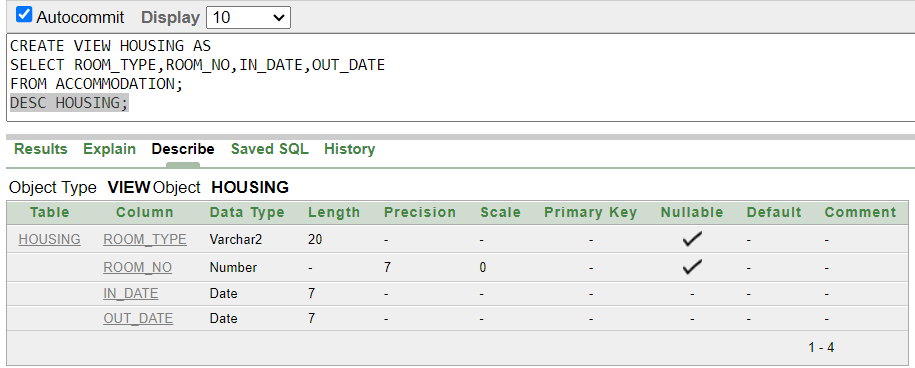 Autocommit Display 10
CREATE VIEW HOUSING AS
SELECT ROOM_TYPE,ROOM_NO,IN_DATE,OUT_DATE
FROM ACCOMMODATION;
DESC HOUSING;
Results Explain Describe Saved SQL History
Object Type VIEW Object HOUSING
Table Column Data Type Length Precision Scale Primary Key Nullable Default Comment
HOUSING ROOM_TYPE Varchar2 20 - - - ✓ - -
ROOM_NO Number - 7 0 - ✓ - -
IN_DATE Date 7 - - - - - -
OUT_DATE Date 7 - - - - - -
1 - 4